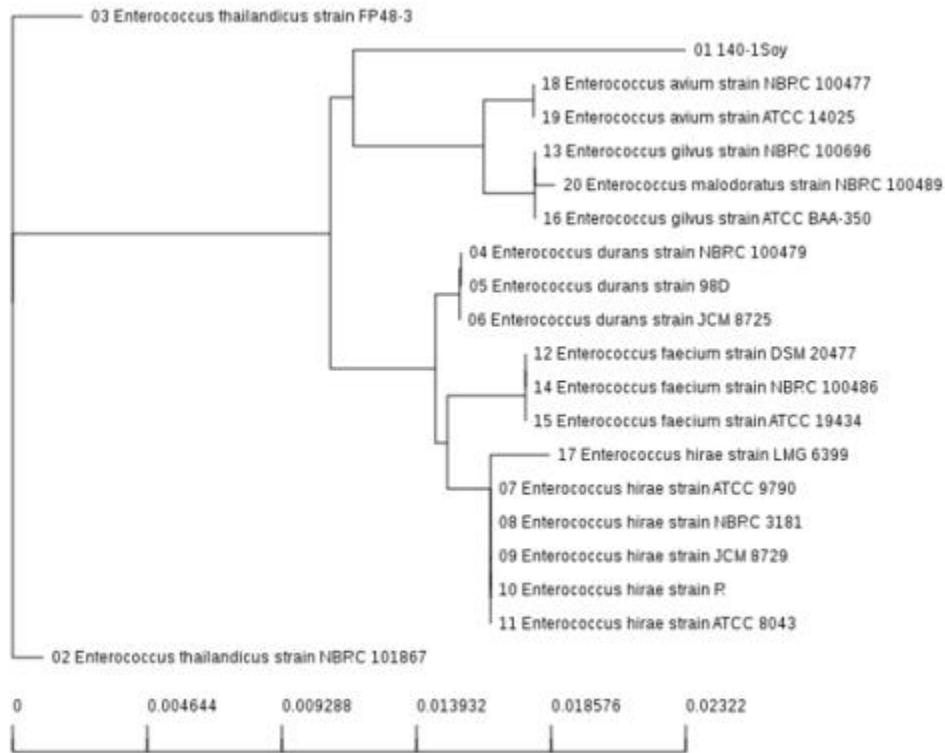 03 Enterococcus thailandicus strain FP48-3
01 140-1Soy
18 Enterococcus avium strain NBRC 100477
19 Enterococcus avium strain ATCC 14025
13 Enterococcus gilvus strain NBRC 100696
20 Enterococcus malodoratus strain NBRC 100489
16 Enterococcus gilvus strain ATCC BAA-350
04 Enterococcus durans strain NBRC 100479
05 Enterococcus durans strain 98D
06 Enterococcus durans strain JCM 8725
12 Enterococcus faecium strain DSM 20477
14 Enterococcus faecium strain NBRC 100486
15 Enterococcus faecium strain ATCC 19434
17 Enterococcus hirae strain LMG 6399
07 Enterococcus hirae strain ATCC 9790
08 Enterococcus hirae strain NBRC 3181
09 Enterococcus hirae strain JCM 8729
10 Enterococcus hirae strain R
11 Enterococcus hirae strain ATCC 8043
02 Enterococcus thailandicus strain NBRC 101867
0 0.004644 0.009288 0.013932 0.018576 0.02322